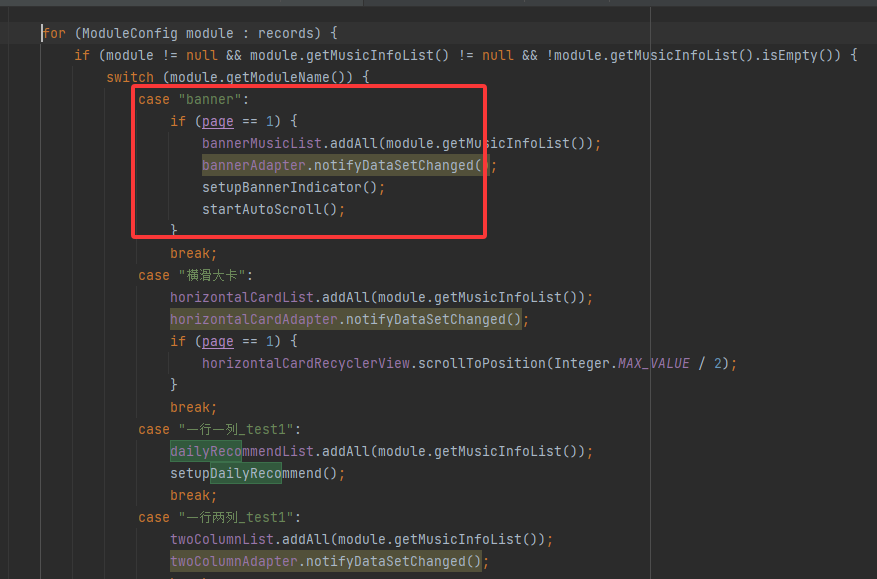 for (ModuleConfig module : records) {
if (module != null && module.getMusicInfoList() != null && !module.getMusicInfoList().isEmpty()) {
switch (module.getModuleName()) {
case "banner":
if (page == 1) {
bannerMusicList.addAll(module.getMusicInfoList());
bannerAdapter.notifyDataSetChanged();
setupBannerIndicator();
startAutoScroll();
}
break;
case "横滑大卡":
horizontalCardList.addAll(module.getMusicInfoList());
horizontalCardAdapter.notifyDataSetChanged();
if (page == 1) {
horizontalCardRecyclerView.scrollToPosition(Integer.MAX_VALUE / 2);
}
break;
case "一行一列_test1":
dailyRecommendList.addAll(module.getMusicInfoList());
setupDailyRecommend();
break;
case "一行两列_test1":
twoColumnList.addAll(module.getMusicInfoList());
twoColumnAdapter.notifyDataSetChanged();